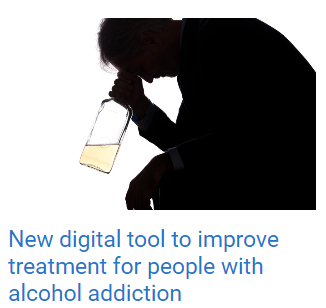 New digital tool to improve
treatment for people with
alcohol addiction